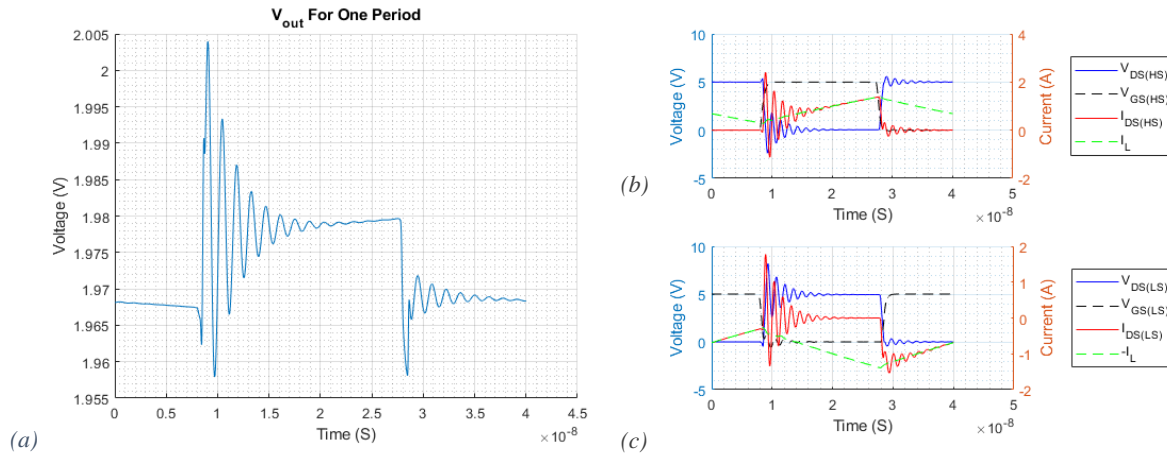 (a)
V_out For One Period
Voltage (V)
2.005
2
1.995
1.99
1.985
1.98
1.975
1.97
1.965
1.96
1.955
0 0.5 1 1.5 2 2.5 3 3.5 4 4.5
Time (S)
×10^-8
(b)
Voltage (V)
10
5
0
-5
Current (A)
4
2
0
-2
0 1 2 3 4 5
Time (S)
×10^-8
V_DS(HS)
V_GS(HS)
I_DS(HS)
I_L
(c)
Voltage (V)
10
5
0
-5
Current (A)
2
1
0
-1
-2
0 1 2 3 4 5
Time (S)
×10^-8
V_DS(LS)
V_GS(LS)
I_DS(LS)
-I_L